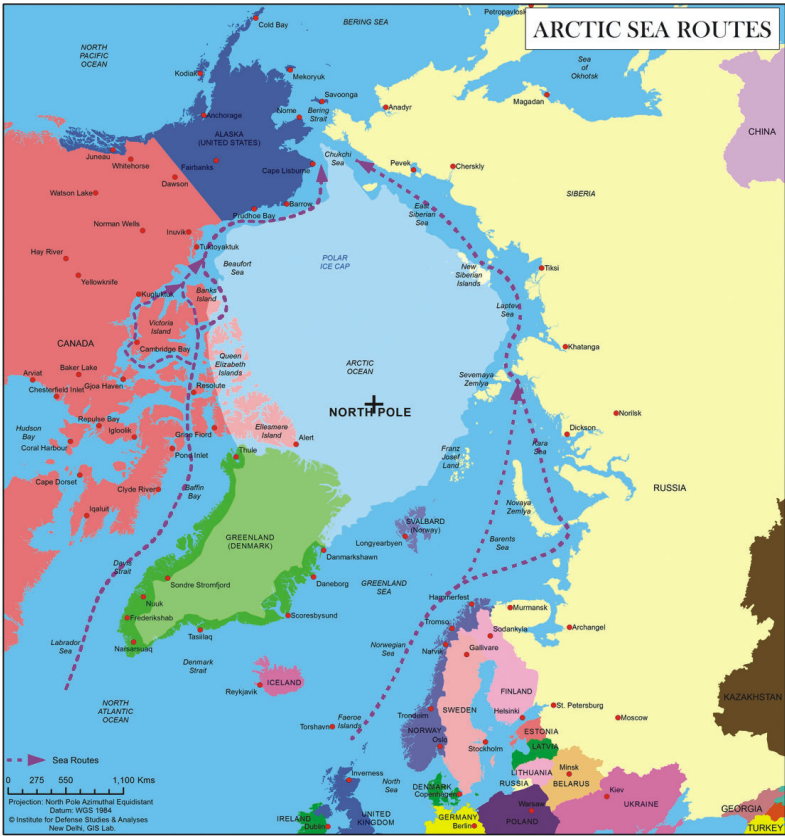 ARCTIC SEA ROUTES
Petropavlosk
Cold Bay
BERING SEA
NORTH
PACIFIC
OCEAN
Sea
of
Okhotsk
Kodiak
Mekoryuk
Savoonga
Magadan
Anadyr
Nome
Bering
Strait
Anchorage
CHINA
ALASKA
(UNITED STATES)
Juneau
Whitehorse
Fairbanks
Chukchi
Sea
Cape Lisburne
Pevek
Cherskly
Dawson
Watson Lake
SIBERIA
Barrow
Prudhoe Bay
East
Siberian
Sea
Norman Wells
Inuvik
Tuktoyaktuk
Hay River
Beaufort
Sea
POLAR
ICE CAP
New
Siberian
Islands
Tiksi
Yellowknife
Kugluktuk
Banks
Island
Laptev
Sea
Victoria
Island
CANADA
Cambridge Bay
Khatanga
Queen
Elizabeth
Islands
ARCTIC
OCEAN
Baker Lake
Arviat
Gjoa Haven
Chesterfield Inlet
Resolute
Severnaya
Zemlya
NORTH POLE
Norilsk
Repulse Bay
Hudson
Bay
Igloolik
Grise Fiord
Ellesmere
Island
Alert
Dickson
Coral Harbour
Pond Inlet
Thule
Franz
Josef
Land
Kara
Sea
Cape Dorset
Clyde River
Baffin
Bay
RUSSIA
Novaya
Zemlya
Iqaluit
SVALBARD
(Norway)
GREENLAND
(DENMARK)
Longyearbyen
Barents
Sea
Danmarkshawn
Davis
Strait
Sondre Stromfjord
Daneborg
GREENLAND
SEA
Nuuk
Hammerfest
Murmansk
Frederikshab
Scoresbysund
Tromso
Sodankyla
Archangel
Labrador
Sea
Narsarsuaq
Tasiilaq
Norwegian
Sea
Narvik
Gallivare
Denmark
Strait
ICELAND
Reykjavik
FINLAND
KAZAKHSTAN
NORTH
ATLANTIC
OCEAN
Faeroe
Islands
Torshavn
Trondeim
SWEDEN
Helsinki
St. Petersburg
Moscow
NORWAY
Oslo
Stockholm
ESTONIA
LATVIA
Sea Routes
0 275 550 1,100 Kms
Inverness
North
Sea
LITHUANIA
RUSSIA
Minsk
BELARUS
DENMARK
Copenhagen
Kiev
UKRAINE
Warsaw
POLAND
GEORGIA
Projection: North Pole Azimuthal Equidistant
Datum: WGS 1984
© Institute for Defense Studies & Analyses
New Delhi, GIS Lab.
IRELAND
Dublin
UNITED
KINGDOM
GERMANY
Berlin
TURKEY